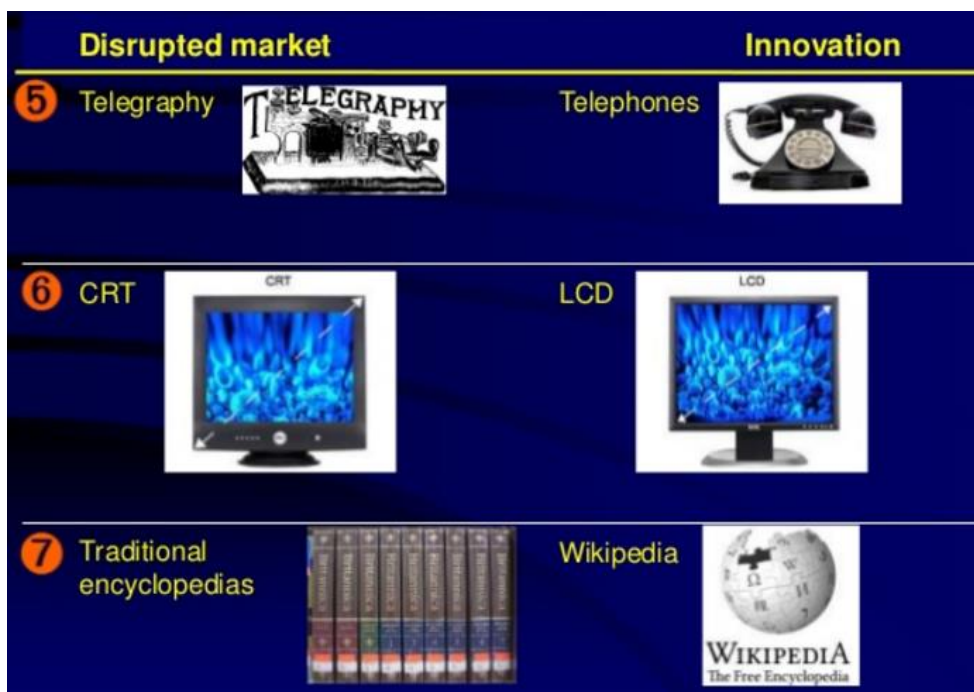 Disrupted market
Innovation
5
Telegraphy
TELEGRAPHY
Telephones
6
CRT
CRT
LCD
LCD
7
Traditional
encyclopedias
Wikipedia
WIKIPEDIA
The Free Encyclopedia